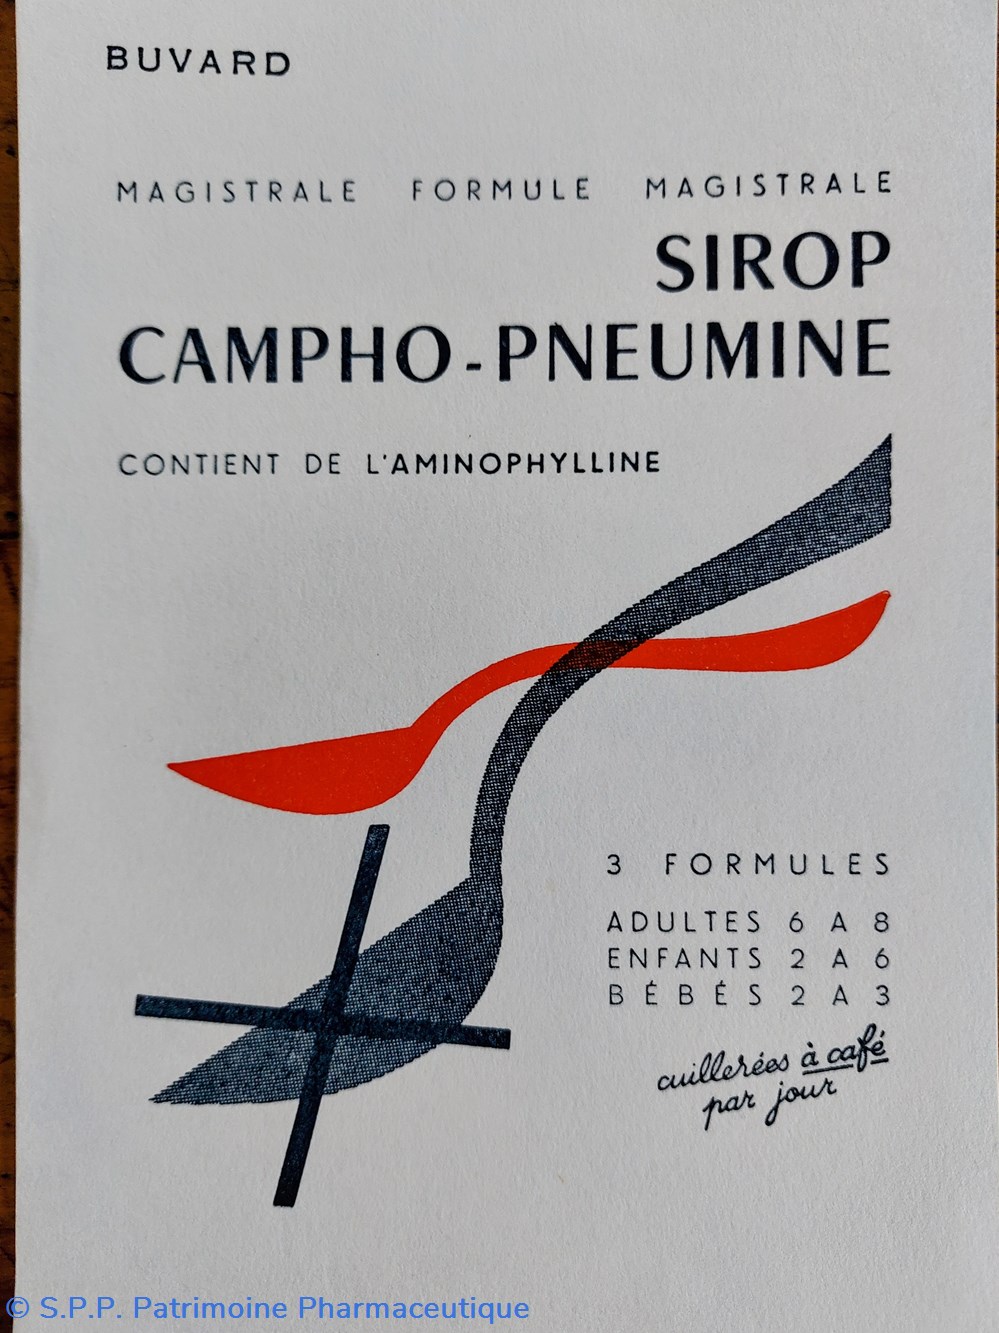 BUVARD
MAGISTRALE FORMULE MAGISTRALE
SIROP
CAMPHO-PNEUMINE
CONTIENT DE L'AMINOPHYLLINE
3 FORMULES
ADULTES 6 A 8
ENFANTS 2 A 6
BÉBÉS 2 A 3
cuillerées à café
par jour
© S.P.P. Patrimoine Pharmaceutique